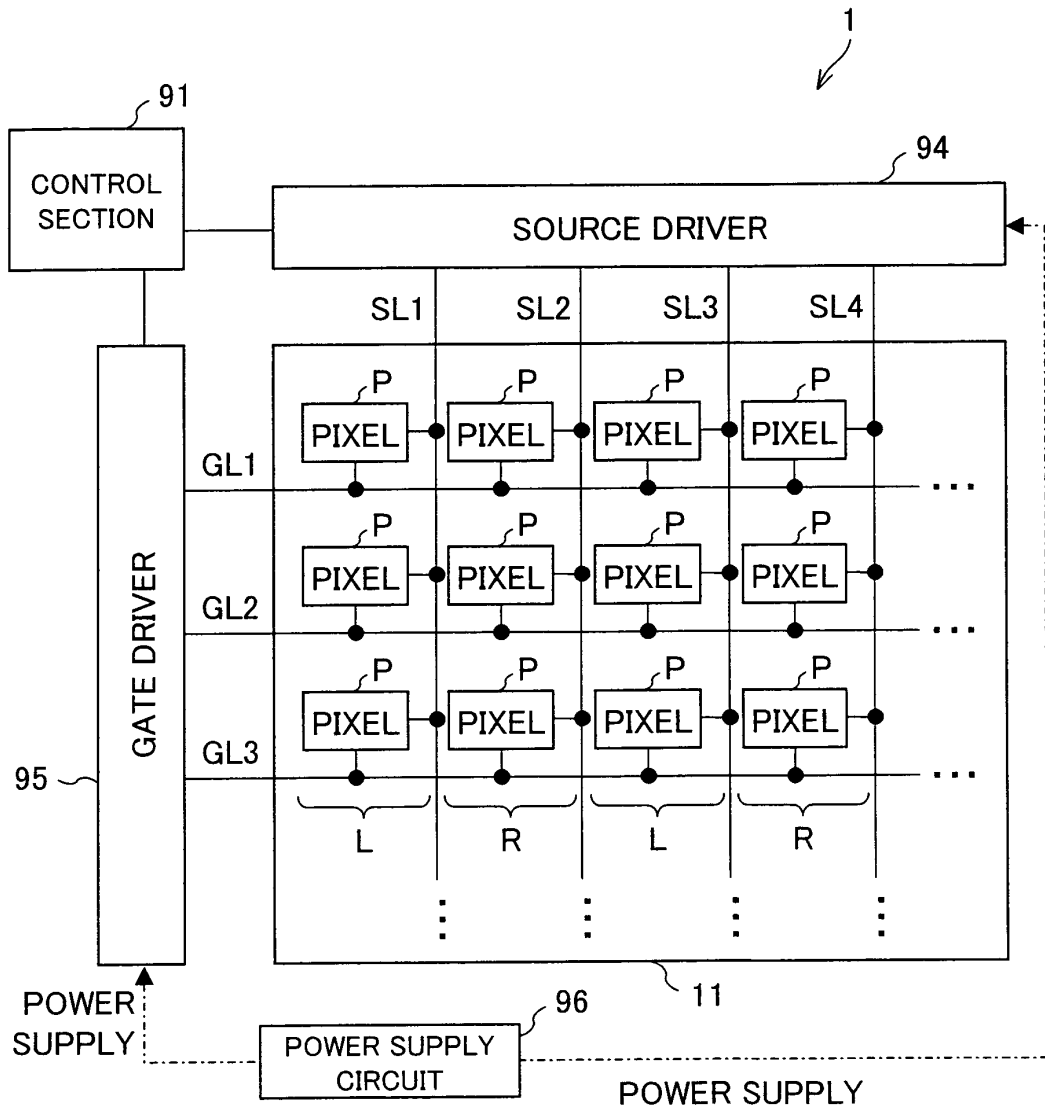 1
91
CONTROL
SECTION
94
SOURCE DRIVER
SL1 SL2 SL3 SL4
P P P P
PIXEL PIXEL PIXEL PIXEL
GL1
...
P P P P
PIXEL PIXEL PIXEL PIXEL
GL2
...
P P P P
PIXEL PIXEL PIXEL PIXEL
GL3
...
GATE DRIVER
95
L R L R
11
POWER
SUPPLY
96
POWER SUPPLY
CIRCUIT
POWER SUPPLY